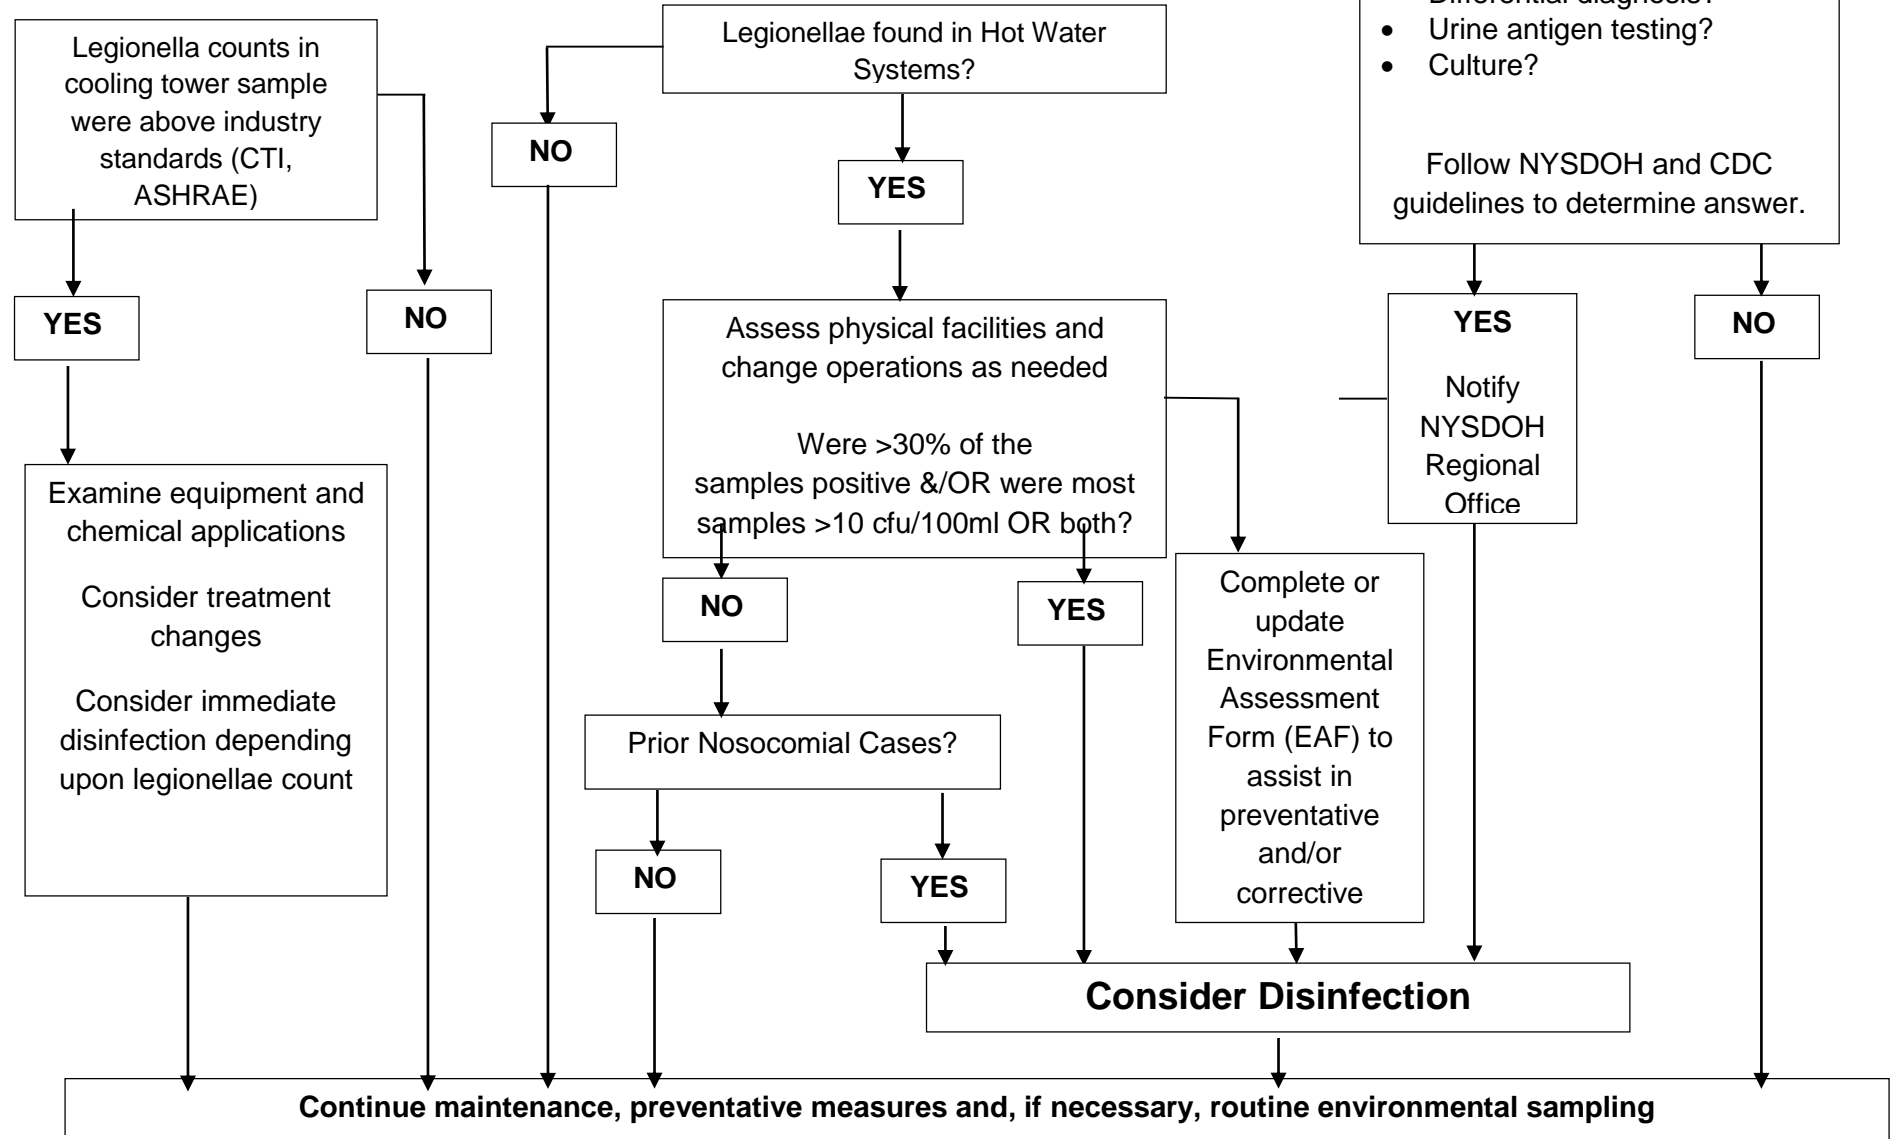 Legionella counts in
cooling tower sample
were above industry
standards (CTI,
ASHRAE)
YES
NO
Examine equipment and
chemical applications
Consider treatment
changes
Consider immediate
disinfection depending
upon legionellae count
Legionellae found in Hot Water
Systems?
NO
YES
Assess physical facilities and
change operations as needed
Were >30% of the
samples positive &/OR were most
samples >10 cfu/100ml OR both?
NO
YES
Prior Nosocomial Cases?
NO
YES
Complete or
update
Environmental
Assessment
Form (EAF) to
assist in
preventative
and/or
corrective
Differential diagnosis?
• Urine antigen testing?
• Culture?
Follow NYSDOH and CDC
guidelines to determine answer.
YES
Notify
NYSDOH
Regional
Office
NO
Consider Disinfection
Continue maintenance, preventative measures and, if necessary, routine environmental sampling